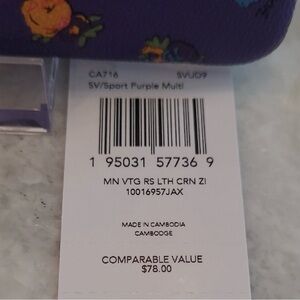 CA716 SVUD9
SV/Sport Purple Multi
1 95031 57736 9
MN VTG RS LTH CRN ZI
10016957JAX
MADE IN CAMBODIA
CAMBODGE
COMPARABLE VALUE
$78.00